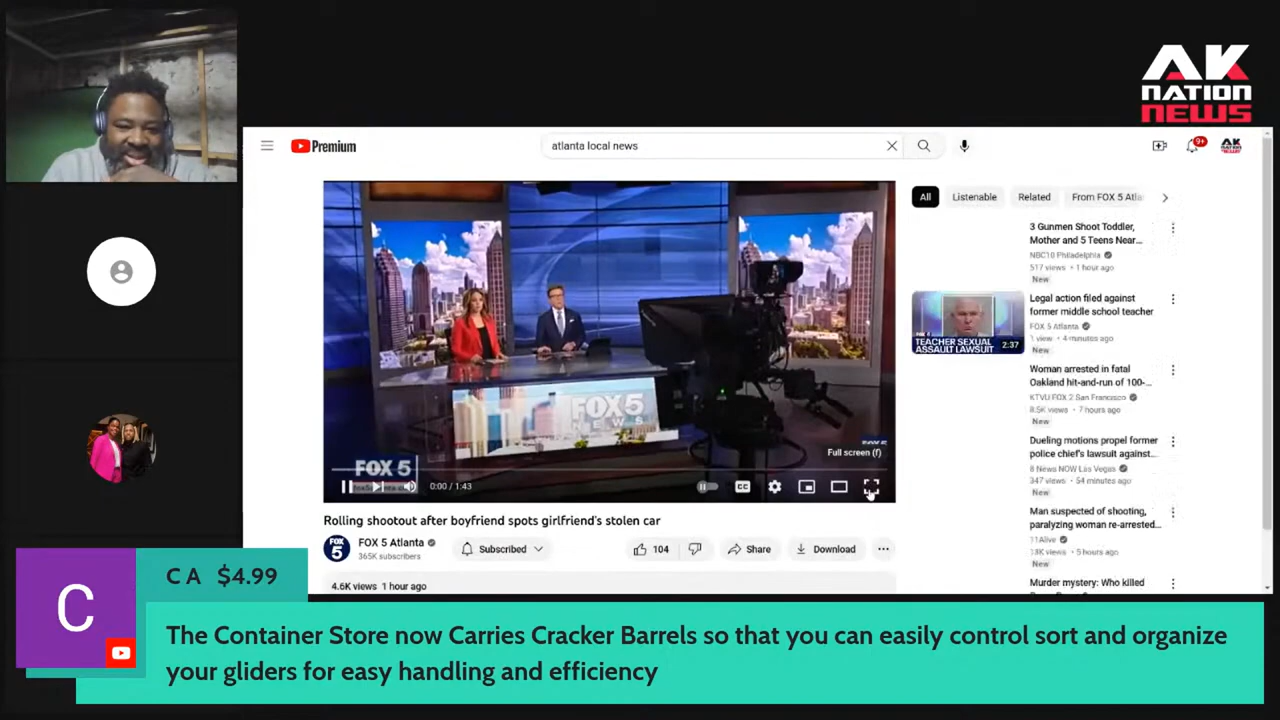 AK
NATION
NEWS
Premium
atlanta local news
9+
All
Listenable
Related
From FOX 5 Atla
FOX 5
FOX 5
Full screen (f)
0:00 / 1:43
CC
Rolling shootout after boyfriend spots girlfriend's stolen car
FOX 5
FOX 5 Atlanta
365K subscribers
Subscribed
104
Share
Download
4.6K views 1 hour ago
3 Gunmen Shoot Toddler,
Mother and 5 Teens Near...
NBC10 Philadelphia
517 views • 1 hour ago
New
TEACHER SEXUAL
ASSAULT LAWSUIT
2:37
Legal action filed against
former middle school teacher
FOX 5 Atlanta
1 view • 4 minutes ago
New
Woman arrested in fatal
Oakland hit-and-run of 100-...
KTVU FOX 2 San Francisco
8.5K views • 7 hours ago
New
Dueling motions propel former
police chief's lawsuit against...
8 News NOW Las Vegas
347 views • 54 minutes ago
New
Man suspected of shooting,
paralyzing woman re-arrested...
11Alive
views • 5 hours ago
New
Murder mystery: Who killed
C
C A $4.99
The Container Store now Carries Cracker Barrels so that you can easily control sort and organize
your gliders for easy handling and efficiency